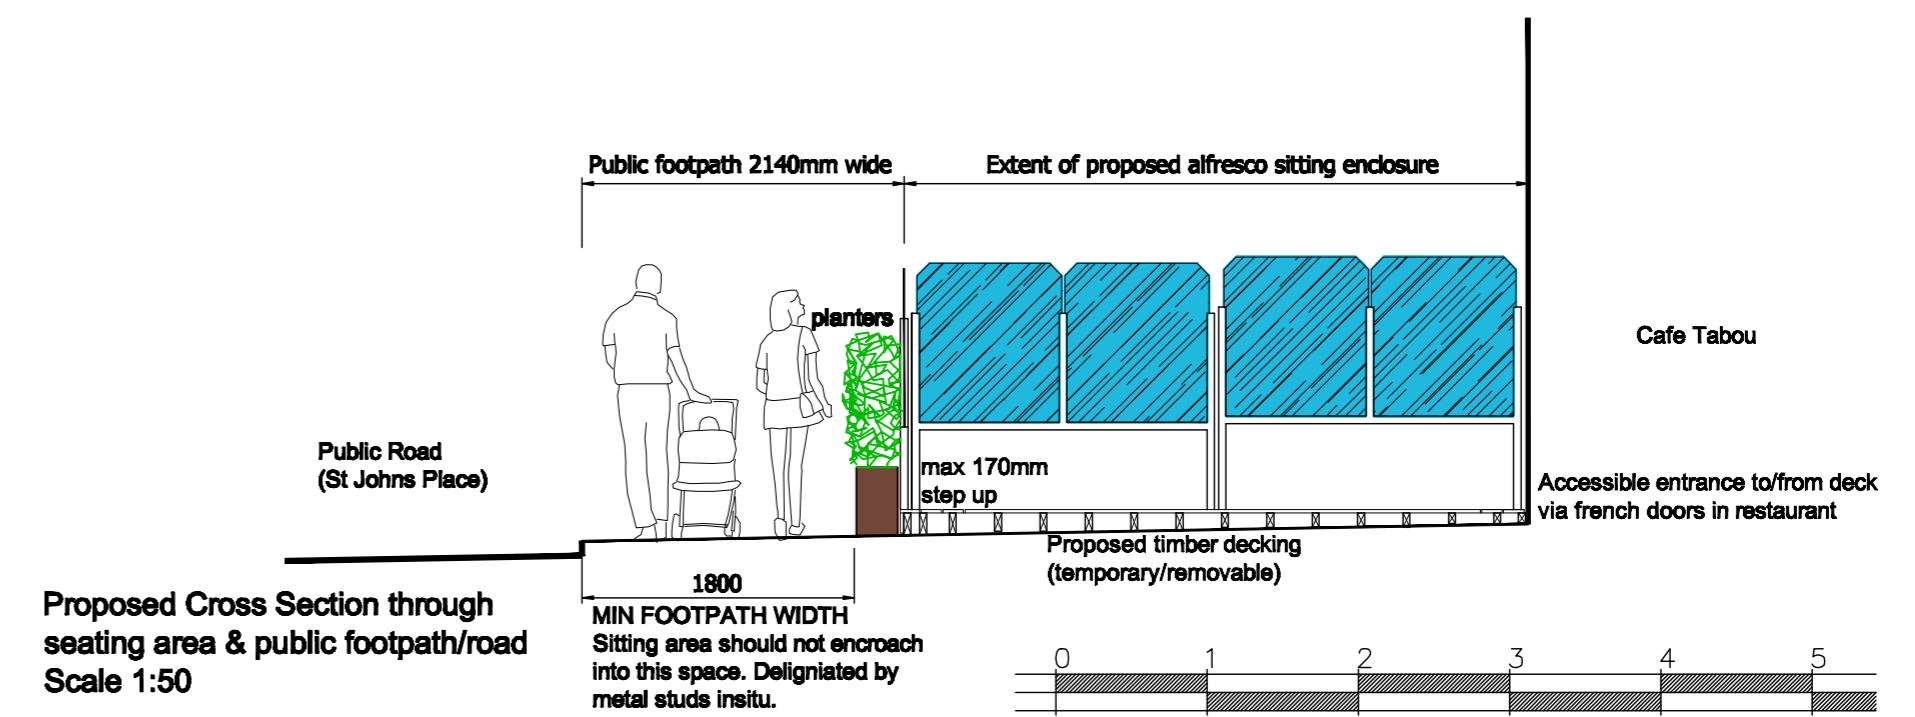 Public footpath 2140mm wide
Extent of proposed alfresco sitting enclosure
planters
Cafe Tabou
Public Road
(St Johns Place)
max 170mm
step up
Accessible entrance to/from deck
via french doors in restaurant
Proposed timber decking
(temporary/removable)
1800
MIN FOOTPATH WIDTH
Sitting area should not encroach
into this space. Deligniated by
metal studs insitu.
Proposed Cross Section through
seating area & public footpath/road
Scale 1:50
0 1 2 3 4 5